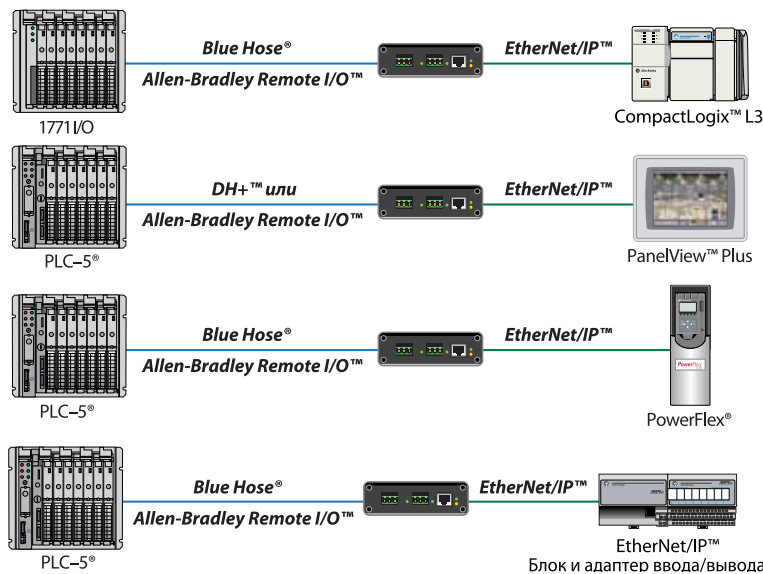 Blue Hose®
EtherNet/IP™
Allen-Bradley Remote I/O™
1771 I/O
CompactLogix™ L3
DH+™ или
EtherNet/IP™
Allen-Bradley Remote I/O™
PLC–5®
PanelView™ Plus
Blue Hose®
EtherNet/IP™
Allen-Bradley Remote I/O™
PowerFlex
PLC–5®
PowerFlex®
Blue Hose®
EtherNet/IP™
Allen-Bradley Remote I/O™
PLC–5®
EtherNet/IP™
Блок и адаптер ввода/вывода